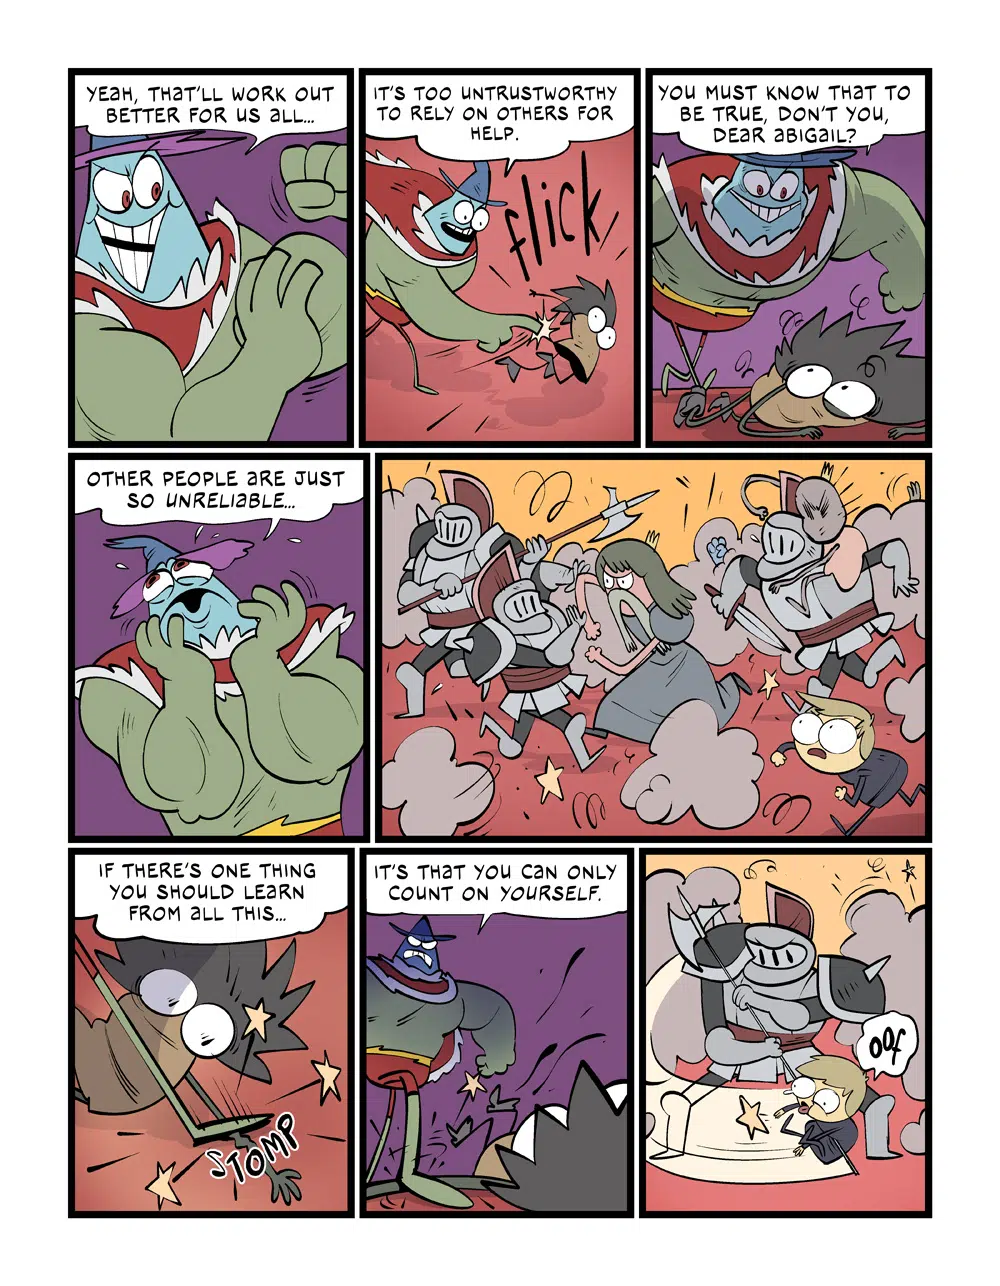 YEAH, THAT'LL WORK OUT
BETTER FOR US ALL...
IT'S TOO UNTRUSTWORTHY
TO RELY ON OTHERS FOR
HELP.
flick
YOU MUST KNOW THAT TO
BE TRUE, DON'T YOU,
DEAR ABIGAIL?
OTHER PEOPLE ARE JUST
SO UNRELIABLE...
IF THERE'S ONE THING
YOU SHOULD LEARN
FROM ALL THIS...
STOMP
IT'S THAT YOU CAN ONLY
COUNT ON YOURSELF.
oof